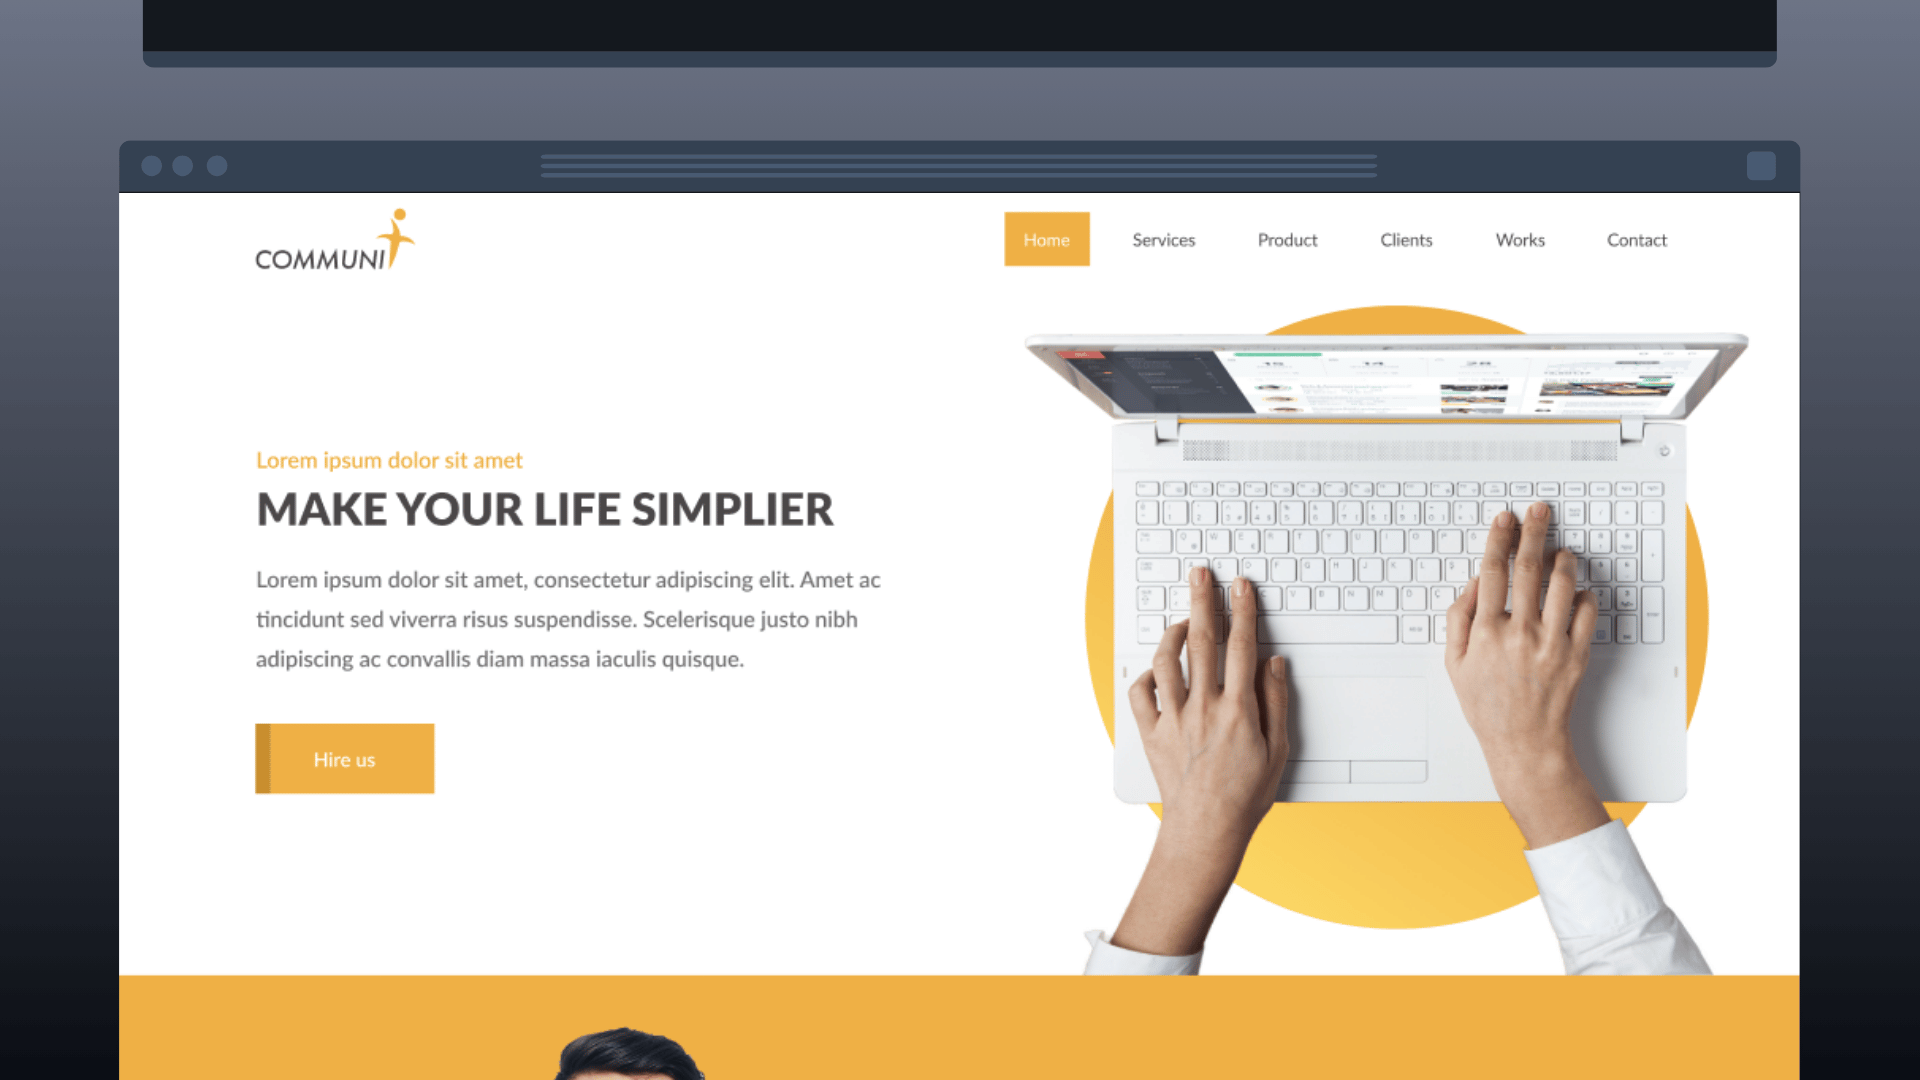 COMMUNIT
Home Services Product Clients Works Contact
Lorem ipsum dolor sit amet
MAKE YOUR LIFE SIMPLIER
Lorem ipsum dolor sit amet, consectetur adipiscing elit. Amet ac
tincidunt sed viverra risus suspendisse. Scelerisque justo nibh
adipiscing ac convallis diam massa iaculis quisque.
Hire us